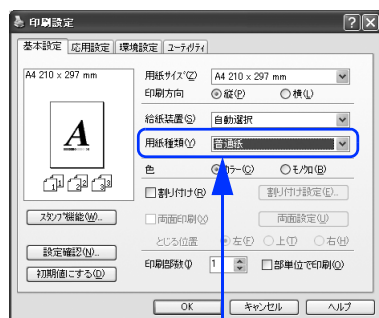 印刷設定
基本設定 応用設定 環境設定 ユーティリティ
A4 210 x 297 mm
用紙サイズ(Z) A4 210 x 297 mm
印刷方向 縦(P) 横(L)
給紙装置(S) 自動選択
用紙種類(Y) 普通紙
A
色 カラー(C) モノクロ(B)
1 1 2 2 3 3
割り付け(R) 割り付け設定(E)...
スタンプ機能(W)...
両面印刷(X) 両面設定(U)
とじる位置 左(F) 上(T) 右(H)
設定確認(N)...
印刷部数(I) 1 部単位で印刷(O)
初期値にする(D)
OK キャンセル ヘルプ